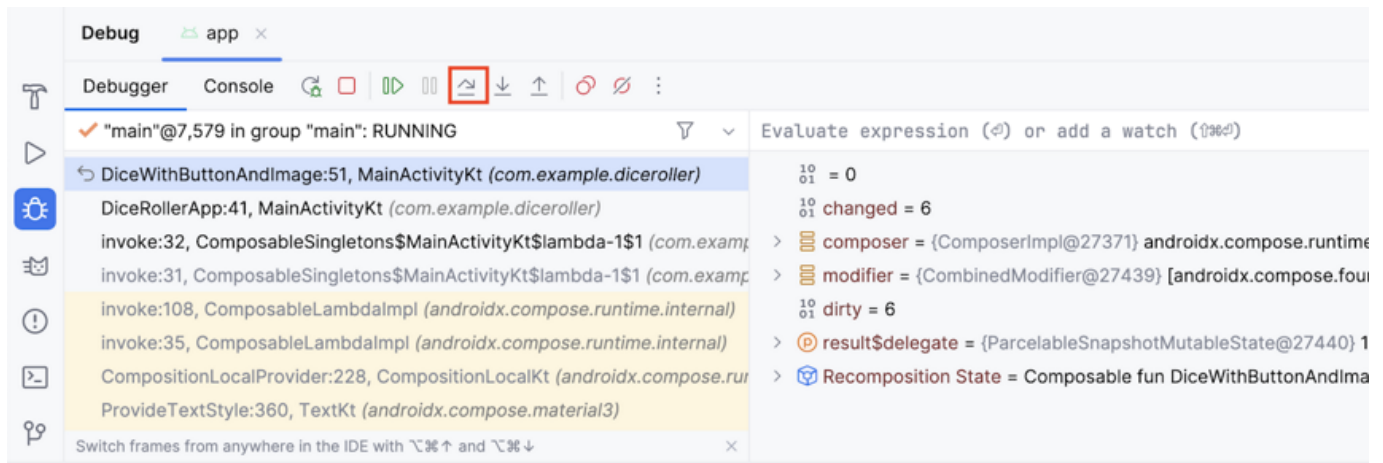 Debug app
Debugger Console
"main"@7,579 in group "main": RUNNING
Evaluate expression (⏎) or add a watch (⇧⌘⏎)
DiceWithButtonAndImage:51, MainActivityKt (com.example.diceroller)
DiceRollerApp:41, MainActivityKt (com.example.diceroller)
invoke:32, ComposableSingletons$MainActivityKt$lambda-1$1 (com.examp
invoke:31, ComposableSingletons$MainActivityKt$lambda-1$1 (com.examp
invoke:108, ComposableLambdaImpl (androidx.compose.runtime.internal)
invoke:35, ComposableLambdaImpl (androidx.compose.runtime.internal)
CompositionLocalProvider:228, CompositionLocalKt (androidx.compose.rur
ProvideTextStyle:360, TextKt (androidx.compose.material3)
Switch frames from anywhere in the IDE with ⌥⌘↑ and ⌥⌘↓
10 01 = 0
10 01 changed = 6
composer = {ComposerImpl@27371} androidx.compose.runtime
modifier = {CombinedModifier@27439} [androidx.compose.four
10 01 dirty = 6
result$delegate = {ParcelableSnapshotMutableState@27440} 1
Recomposition State = Composable fun DiceWithButtonAndIma